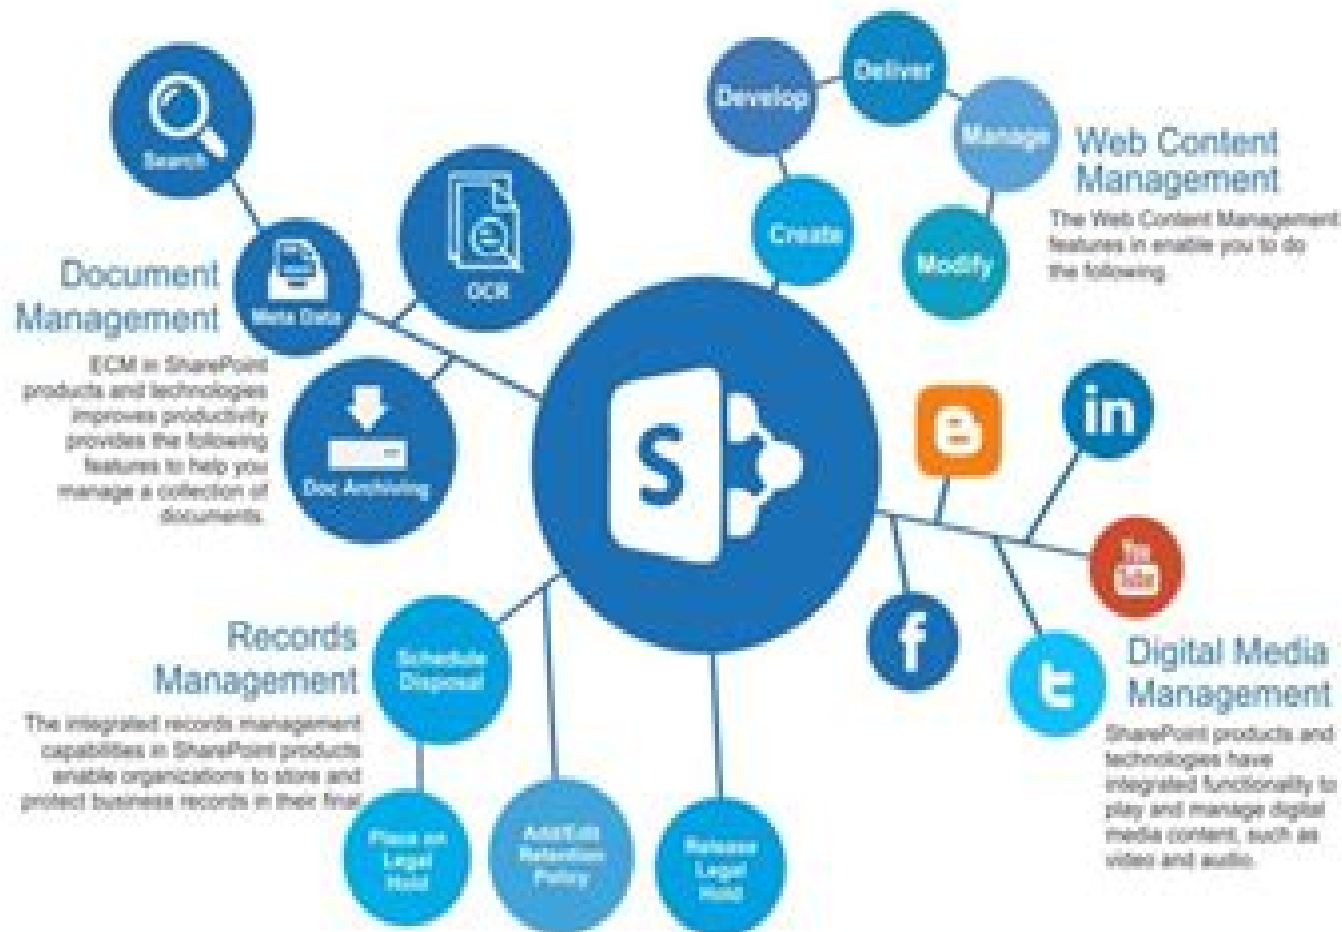 Search
Meta Data
OCR
Doc Archiving
Document
Management
ECM in SharePoint
products and technologies
improves productivity
provides the following
features to help you
manage a collection of
documents.
Develop
Deliver
Manage
Create
Modify
Web Content
Management
The Web Content Management
features in enable you to do
the following.
S
B
in
f
You
Tube
t
Digital Media
Management
SharePoint products and
technologies have
integrated functionality to
play and manage digital
media content, such as
video and audio.
Records
Management
The integrated records management
capabilities in SharePoint products
enable organizations to store and
protect business records in their final
Schedule
Disposal
Place on
Legal
Hold
Add/Edit
Retention
Policy
Release
Legal
Hold